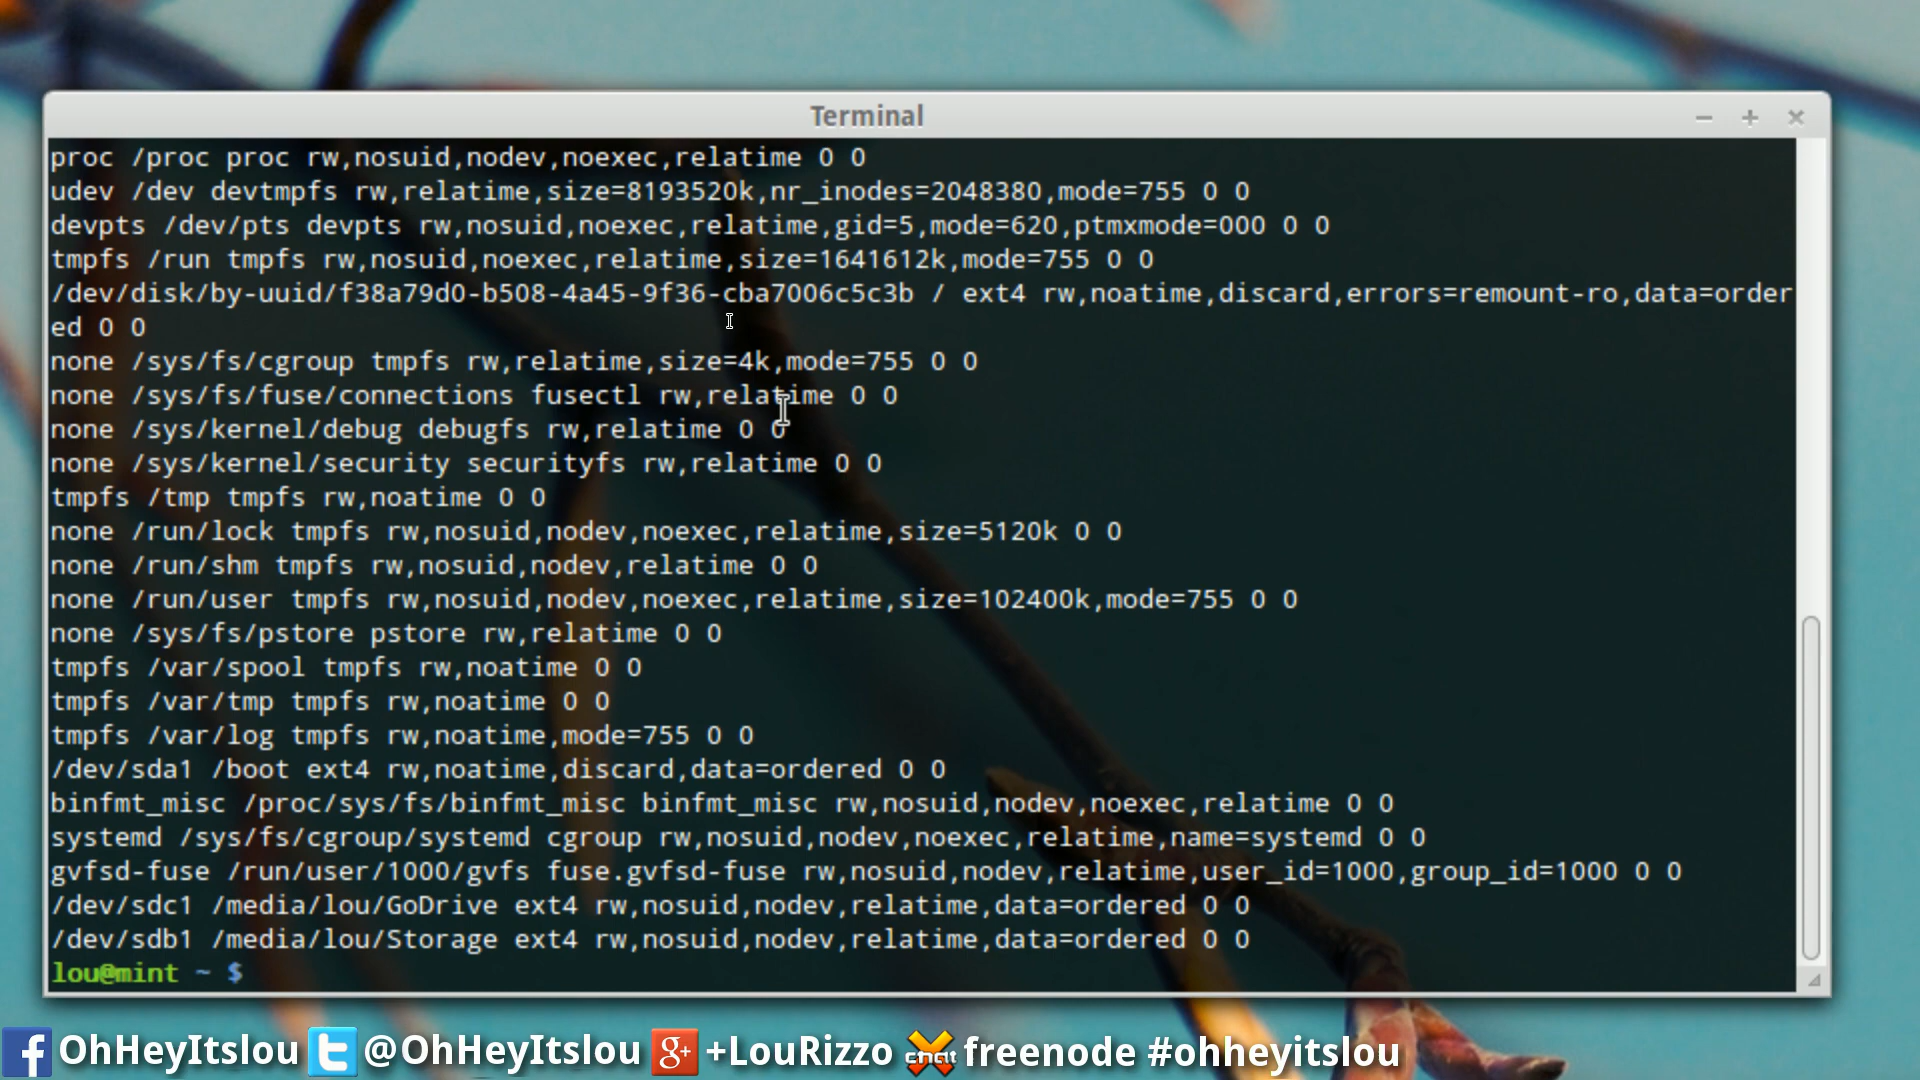 Terminal
proc /proc proc rw,nosuid,nodev,noexec,relatime 0 0
udev /dev devtmpfs rw,relatime,size=8193520k,nr_inodes=2048380,mode=755 0 0
devpts /dev/pts devpts rw,nosuid,noexec,relatime,gid=5,mode=620,ptmxmode=000 0 0
tmpfs /run tmpfs rw,nosuid,noexec,relatime,size=1641612k,mode=755 0 0
/dev/disk/by-uuid/f38a79d0-b508-4a45-9f36-cba7006c5c3b / ext4 rw,noatime,discard,errors=remount-ro,data=order
ed 0 0
none /sys/fs/cgroup tmpfs rw,relatime,size=4k,mode=755 0 0
none /sys/fs/fuse/connections fusectl rw,relatime 0 0
none /sys/kernel/debug debugfs rw,relatime 0 0
none /sys/kernel/security securityfs rw,relatime 0 0
tmpfs /tmp tmpfs rw,noatime 0 0
none /run/lock tmpfs rw,nosuid,nodev,noexec,relatime,size=5120k 0 0
none /run/shm tmpfs rw,nosuid,nodev,relatime 0 0
none /run/user tmpfs rw,nosuid,nodev,noexec,relatime,size=102400k,mode=755 0 0
none /sys/fs/pstore pstore rw,relatime 0 0
tmpfs /var/spool tmpfs rw,noatime 0 0
tmpfs /var/tmp tmpfs rw,noatime 0 0
tmpfs /var/log tmpfs rw,noatime,mode=755 0 0
/dev/sda1 /boot ext4 rw,noatime,discard,data=ordered 0 0
binfmt_misc /proc/sys/fs/binfmt_misc binfmt_misc rw,nosuid,nodev,noexec,relatime 0 0
systemd /sys/fs/cgroup/systemd cgroup rw,nosuid,nodev,noexec,relatime,name=systemd 0 0
gvfsd-fuse /run/user/1000/gvfs fuse.gvfsd-fuse rw,nosuid,nodev,relatime,user_id=1000,group_id=1000 0 0
/dev/sdc1 /media/lou/GoDrive ext4 rw,nosuid,nodev,relatime,data=ordered 0 0
/dev/sdb1 /media/lou/Storage ext4 rw,nosuid,nodev,relatime,data=ordered 0 0
lou@mint ~ $
f OhHeyItslou t @OhHeyItslou g+ +LouRizzo chat freenode #ohheyitslou